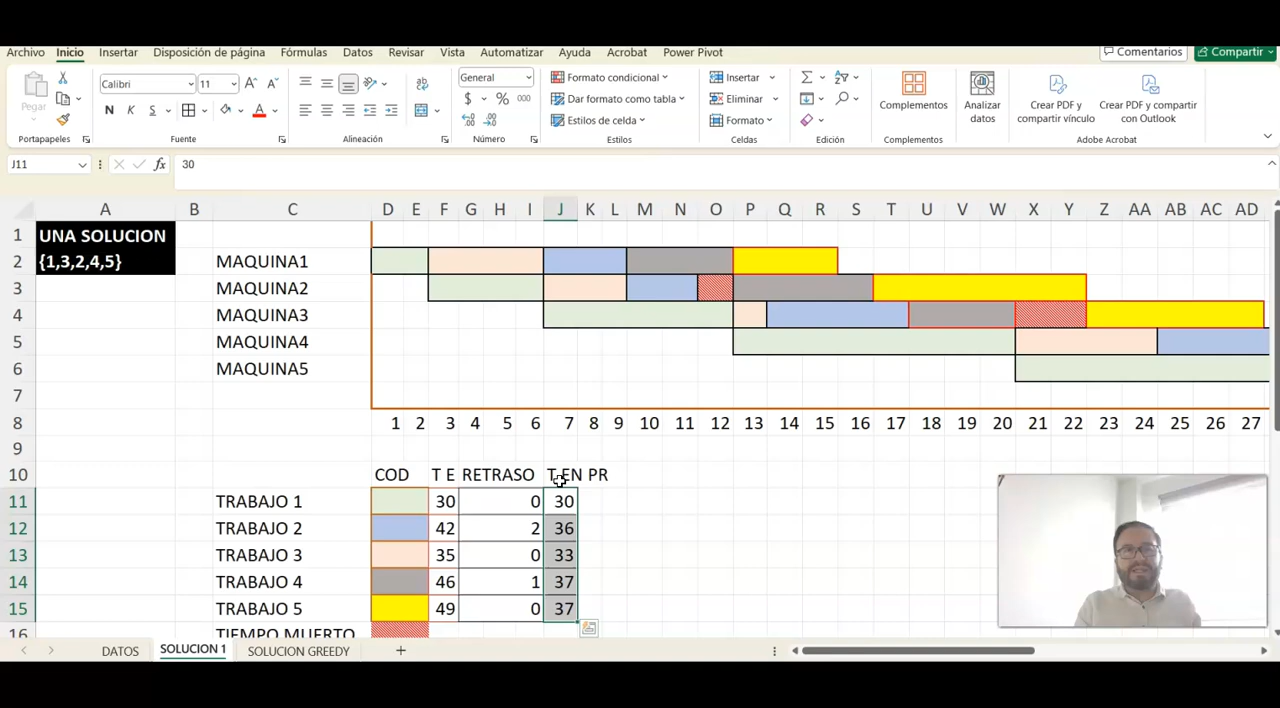 Archivo Inicio Insertar Disposición de página Fórmulas Datos Revisar Vista Automatizar Ayuda Acrobat Power Pivot Comentarios Compartir
Pegar
Calibri 11
N K S A
General
$ % 000
Formato condicional
Dar formato como tabla
Estilos de celda
Insertar
Eliminar
Formato
Complementos
Analizar datos
Crear PDF y compartir vínculo
Crear PDF y compartir con Outlook
Portapapeles Fuente Alineación Número Estilos Celdas Edición Complementos Adobe Acrobat
J11 fx 30
A B C D E F G H I J K L M N O P Q R S T U V W X Y Z AA AB AC AD
1 UNA SOLUCION
2 {1,3,2,4,5} MAQUINA1
3 MAQUINA2
4 MAQUINA3
5 MAQUINA4
6 MAQUINA5
7
8 1 2 3 4 5 6 7 8 9 10 11 12 13 14 15 16 17 18 19 20 21 22 23 24 25 26 27
9
10 COD T E RETRASO T EN PR
11 TRABAJO 1 30 0 30
12 TRABAJO 2 42 2 36
13 TRABAJO 3 35 0 33
14 TRABAJO 4 46 1 37
15 TRABAJO 5 49 0 37
16 TIEMPO MUERTO
DATOS SOLUCION 1 SOLUCION GREEDY